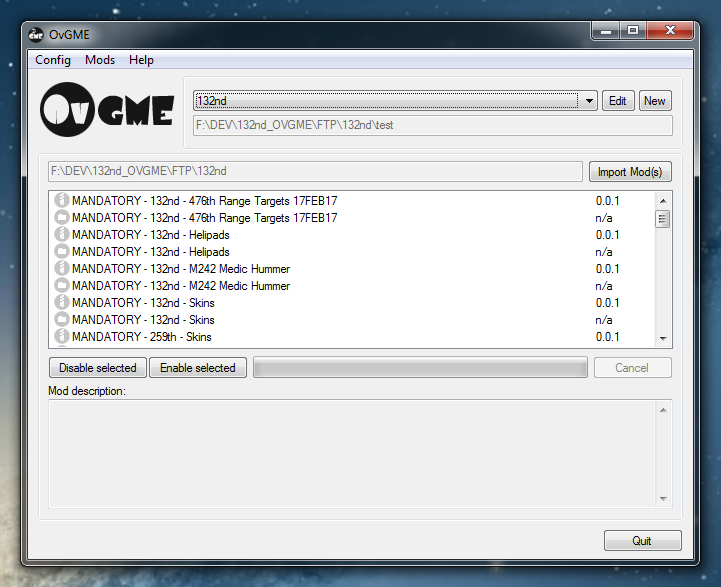 OvGME
Config Mods Help
OVGME
132nd
Edit
New
F:\DEV\132nd_OVGME\FTP\132nd\test
F:\DEV\132nd_OVGME\FTP\132nd
Import Mod(s)
MANDATORY - 132nd - 476th Range Targets 17FEB17 0.0.1
MANDATORY - 132nd - 476th Range Targets 17FEB17 n/a
MANDATORY - 132nd - Helipads 0.0.1
MANDATORY - 132nd - Helipads n/a
MANDATORY - 132nd - M242 Medic Hummer 0.0.1
MANDATORY - 132nd - M242 Medic Hummer n/a
MANDATORY - 132nd - Skins 0.0.1
MANDATORY - 132nd - Skins n/a
MANDATORY - 259th - Skins 0.0.1
Disable selected
Enable selected
Cancel
Mod description:
Quit